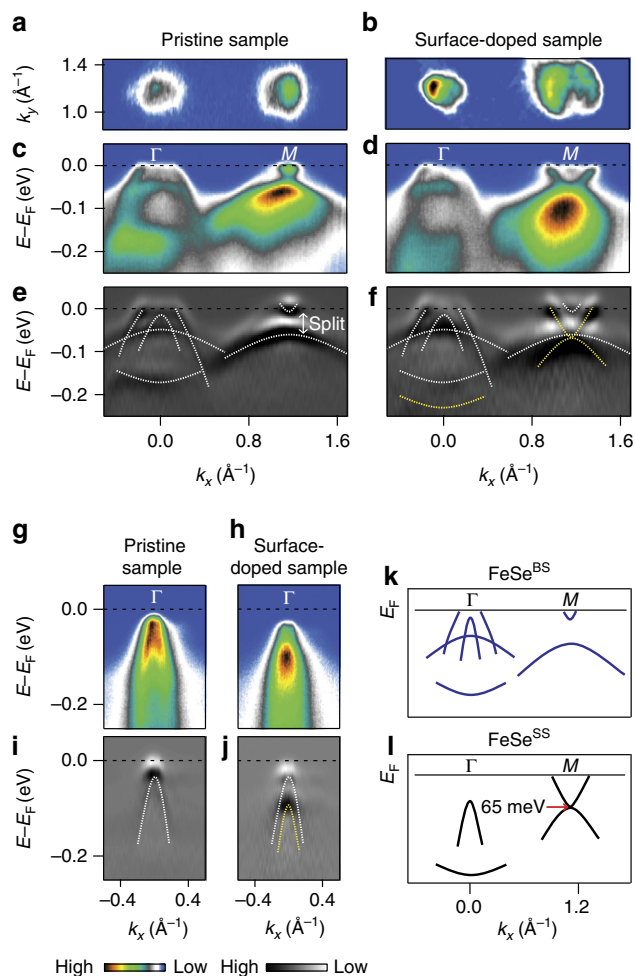 a
Pristine sample
b
Surface-doped sample
k_y (Å⁻¹)
1.4
1.0
c
Γ
M
d
Γ
M
E–E_F (eV)
0.0
–0.1
–0.2
e
Split
f
E–E_F (eV)
0.0
–0.1
–0.2
0.0
0.8
1.6
0.0
0.8
1.6
k_x (Å⁻¹)
k_x (Å⁻¹)
g
Pristine
sample
Γ
h
Surface-
doped sample
Γ
E–E_F (eV)
0.0
–0.2
i
j
E–E_F (eV)
0.0
–0.2
–0.4
0.4
–0.4
0.4
k_x (Å⁻¹)
k_x (Å⁻¹)
High
Low
High
Low
k
FeSe^BS
E_F
Γ
M
l
FeSe^SS
E_F
Γ
M
65 meV
0.0
1.2
k_x (Å⁻¹)